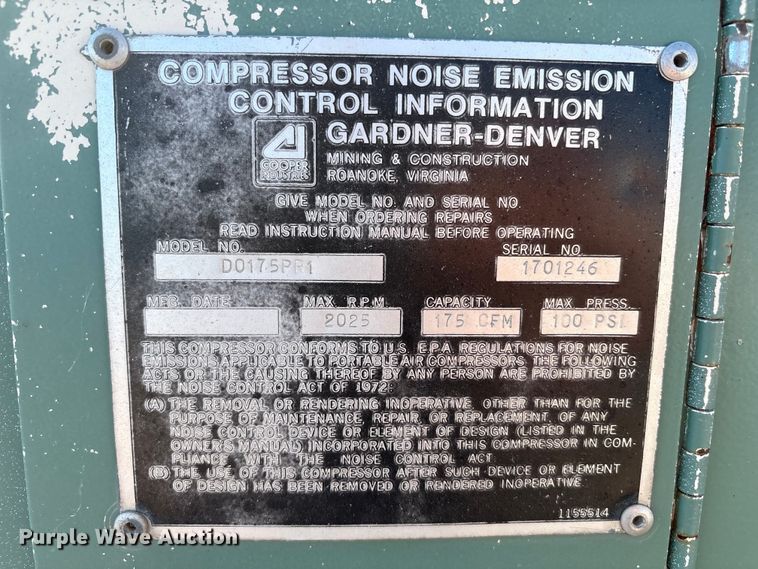 COMPRESSOR NOISE EMISSION
CONTROL INFORMATION
GARDNER-DENVER
COOPER
INDUSTRIES
MINING & CONSTRUCTION
ROANOKE, VIRGINIA
GIVE MODEL NO. AND SERIAL NO.
WHEN ORDERING REPAIRS
READ INSTRUCTION MANUAL BEFORE OPERATING
MODEL NO. SERIAL NO.
D0175PR1 1701246
MFG. DATE MAX R.P.M. CAPACITY MAX. PRESS.
2025 175 CFM 100 PSI
THIS COMPRESSOR CONFORMS TO U.S. E.P.A. REGULATIONS FOR NOISE
EMISSIONS APPLICABLE TO PORTABLE AIR COMPRESSORS. THE FOLLOWING
ACTS OR THE CAUSING THEREOF BY ANY PERSON ARE PROHIBITED BY
THE NOISE CONTROL ACT OF 1972:
(A) THE REMOVAL OR RENDERING INOPERATIVE, OTHER THAN FOR THE
PURPOSE OF MAINTENANCE, REPAIR, OR REPLACEMENT, OF ANY
NOISE CONTROL DEVICE OR ELEMENT OF DESIGN (LISTED IN THE
OWNER'S MANUAL) INCORPORATED INTO THIS COMPRESSOR IN COM-
PLIANCE WITH THE NOISE CONTROL ACT.
(B) THE USE OF THIS COMPRESSOR AFTER SUCH DEVICE OR ELEMENT
OF DESIGN HAS BEEN REMOVED OR RENDERED INOPERATIVE.
1155514
Purple Wave Auction